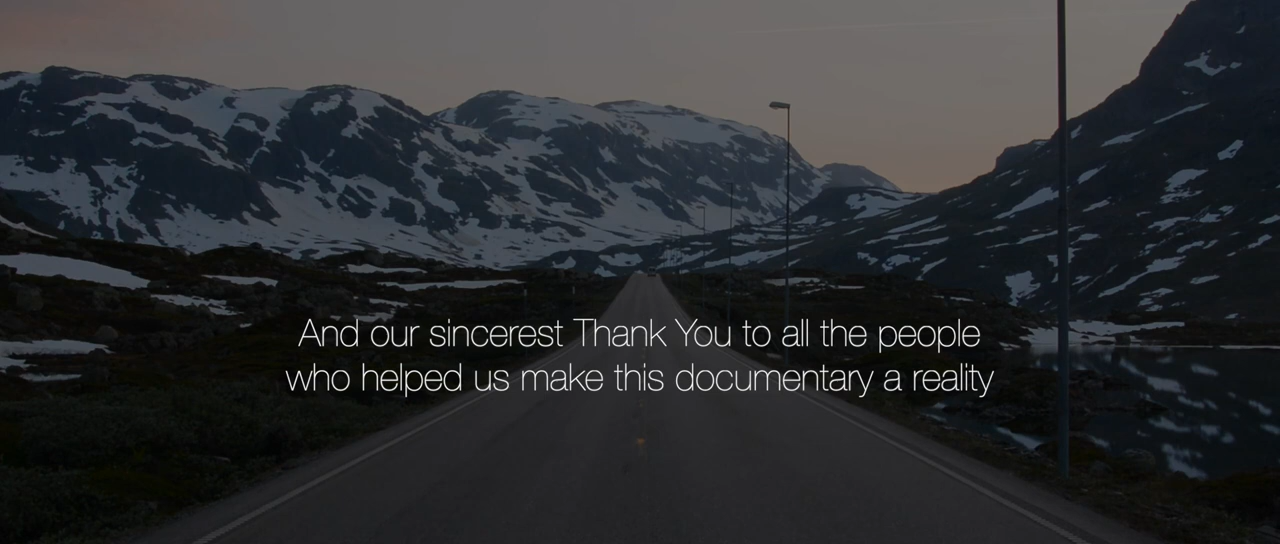 And our sincerest Thank You to all the people
who helped us make this documentary a reality